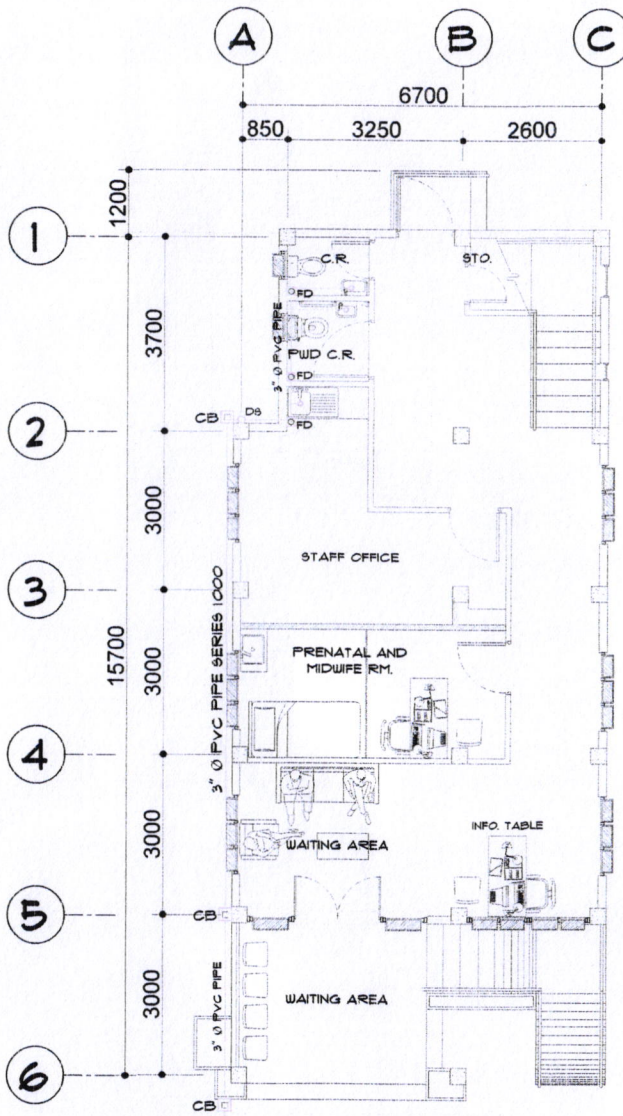 A
B
C
6700
850
3250
2600
1200
1
C.R.
STO.
FD
3" Ø PVC PIPE
3700
PWD C.R.
FD
CB
DS
2
FD
3000
STAFF OFFICE
3
3" Ø PVC PIPE SERIES 1000
15700
3000
PRENATAL AND
MIDWIFE RM.
4
3000
INFO. TABLE
WAITING AREA
5
CB
3000
3" Ø PVC PIPE
WAITING AREA
6
CB